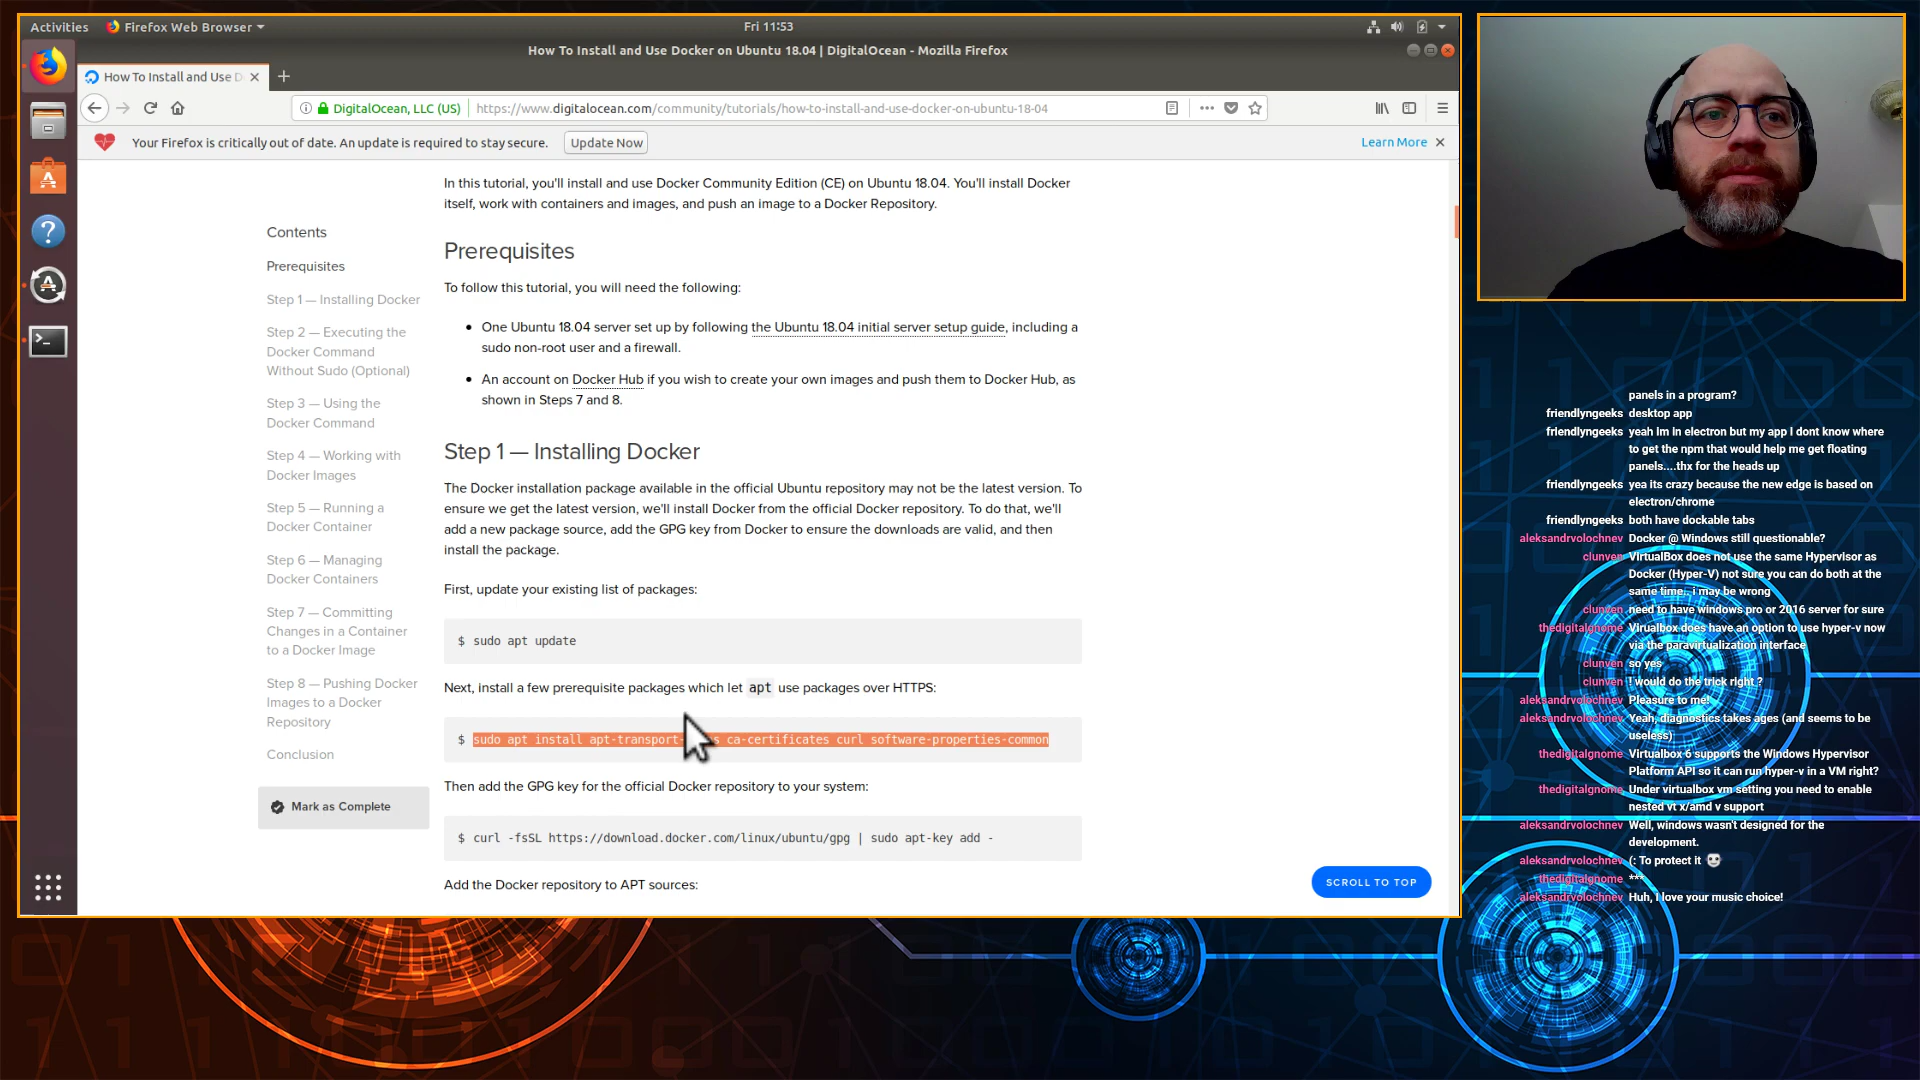 Activities
Firefox Web Browser
Fri 11:53
How To Install and Use Docker on Ubuntu 18.04 | DigitalOcean - Mozilla Firefox
How To Install and Use D
DigitalOcean, LLC (US)
https://www.digitalocean.com/community/tutorials/how-to-install-and-use-docker-on-ubuntu-18-04
Your Firefox is critically out of date. An update is required to stay secure.
Update Now
Learn More
Contents
Prerequisites
Step 1 — Installing Docker
Step 2 — Executing the
Docker Command
Without Sudo (Optional)
Step 3 — Using the
Docker Command
Step 4 — Working with
Docker Images
Step 5 — Running a
Docker Container
Step 6 — Managing
Docker Containers
Step 7 — Committing
Changes in a Container
to a Docker Image
Step 8 — Pushing Docker
Images to a Docker
Repository
Conclusion
Mark as Complete
In this tutorial, you'll install and use Docker Community Edition (CE) on Ubuntu 18.04. You'll install Docker
itself, work with containers and images, and push an image to a Docker Repository.
Prerequisites
To follow this tutorial, you will need the following:
One Ubuntu 18.04 server set up by following the Ubuntu 18.04 initial server setup guide, including a
sudo non-root user and a firewall.
An account on Docker Hub if you wish to create your own images and push them to Docker Hub, as
shown in Steps 7 and 8.
Step 1 — Installing Docker
The Docker installation package available in the official Ubuntu repository may not be the latest version. To
ensure we get the latest version, we'll install Docker from the official Docker repository. To do that, we'll
add a new package source, add the GPG key from Docker to ensure the downloads are valid, and then
install the package.
First, update your existing list of packages:
$ sudo apt update
Next, install a few prerequisite packages which let apt use packages over HTTPS:
$ sudo apt install apt-transport- s ca-certificates curl software-properties-common
Then add the GPG key for the official Docker repository to your system:
$ curl -fsSL https://download.docker.com/linux/ubuntu/gpg | sudo apt-key add -
Add the Docker repository to APT sources:
SCROLL TO TOP
panels in a program?
friendlyngeeks desktop app
friendlyngeeks yeah Im in electron but my app I dont know where
to get the npm that would help me get floating
panels....thx for the heads up
friendlyngeeks yea its crazy because the new edge is based on
electron/chrome
friendlyngeeks both have dockable tabs
aleksandrvolochnev Docker @ Windows still questionable?
clunven VirtualBox does not use the same Hypervisor as
Docker (Hyper-V) not sure you can do both at the
same time.. i may be wrong
clunven need to have windows pro or 2016 server for sure
thedigitalgnome Virualbox does have an option to use hyper-v now
via the paravirtualization interface
clunven so yes
clunven ! would do the trick right ?
aleksandrvolochnev Pleasure to me!
aleksandrvolochnev Yeah, diagnostics takes ages (and seems to be
useless)
thedigitalgnome Virtualbox 6 supports the Windows Hypervisor
Platform API so it can run hyper-v in a VM right?
thedigitalgnome Under virtualbox vm setting you need to enable
nested vt x/amd v support
aleksandrvolochnev Well, windows wasn't designed for the
development.
aleksandrvolochnev (: To protect it
thedigitalgnome ***
aleksandrvolochnev Huh, I love your music choice!